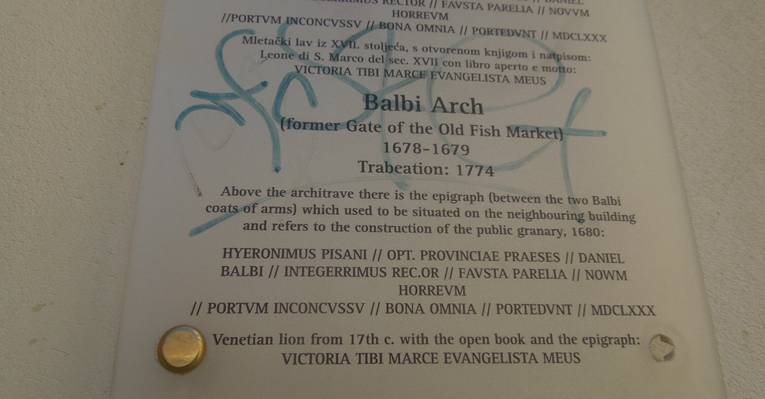 RECTOR // FAVSTA PARELIA // NOVVM
HORREVM
//PORTVM INCONCVSSV // BONA OMNIA // PORTEDVNT // MDCLXXX
Mletački lav iz XVII. stoljeća, s otvorenom knjigom i natpisom:
Leone di S. Marco del sec. XVII con libro aperto e motto:
VICTORIA TIBI MARCE EVANGELISTA MEUS
Balbi Arch
(former Gate of the Old Fish Market)
1678-1679
Trabeation: 1774
Above the architrave there is the epigraph (between the two Balbi
coats of arms) which used to be situated on the neighbouring building
and refers to the construction of the public granary, 1680:
HYERONIMUS PISANI // OPT. PROVINCIAE PRAESES // DANIEL
BALBI // INTEGERRIMUS REC.OR // FAVSTA PARELIA // NOWM
HORREVM
// PORTVM INCONCVSSV // BONA OMNIA // PORTEDVNT // MDCLXXX
Venetian lion from 17th c. with the open book and the epigraph:
VICTORIA TIBI MARCE EVANGELISTA MEUS